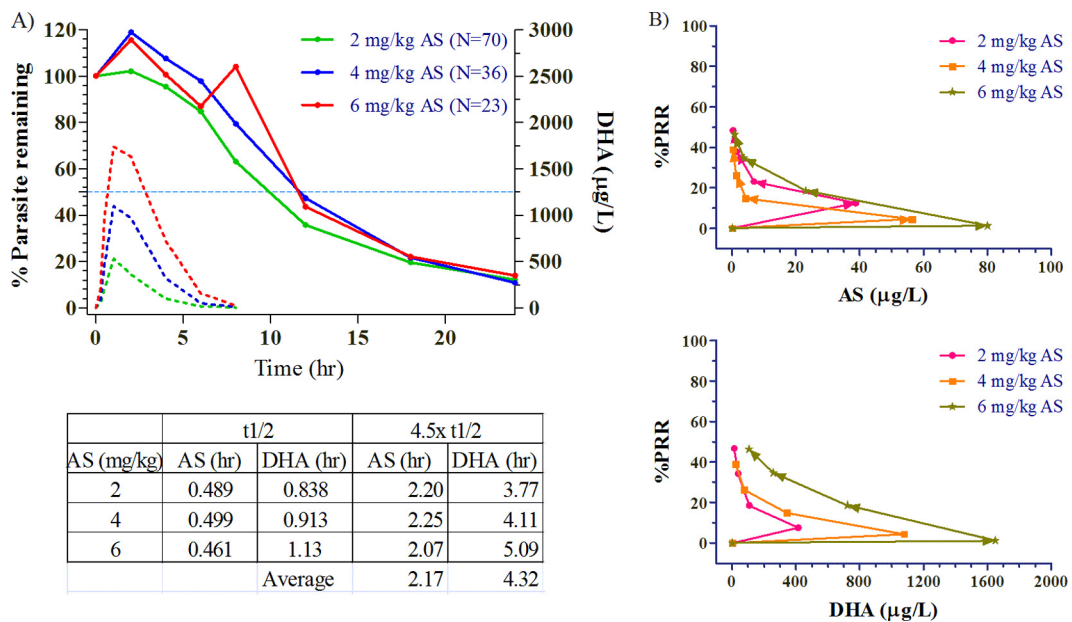 A)
120
100
80
60
40
20
0
% Parasite remaining
2 mg/kg AS (N=70)
4 mg/kg AS (N=36)
6 mg/kg AS (N=23)
3000
2500
2000
1500
1000
500
0
DHA (µg/L)
0 5 10 15 20
Time (hr)
t1/2 4.5x t1/2
AS (mg/kg) AS (hr) DHA (hr) AS (hr) DHA (hr)
2 0.489 0.838 2.20 3.77
4 0.499 0.913 2.25 4.11
6 0.461 1.13 2.07 5.09
Average 2.17 4.32
B)
100
80
60
40
20
0
%PRR
2 mg/kg AS
4 mg/kg AS
6 mg/kg AS
0 20 40 60 80 100
AS (µg/L)
100
80
60
40
20
0
%PRR
2 mg/kg AS
4 mg/kg AS
6 mg/kg AS
0 400 800 1200 1600 2000
DHA (µg/L)